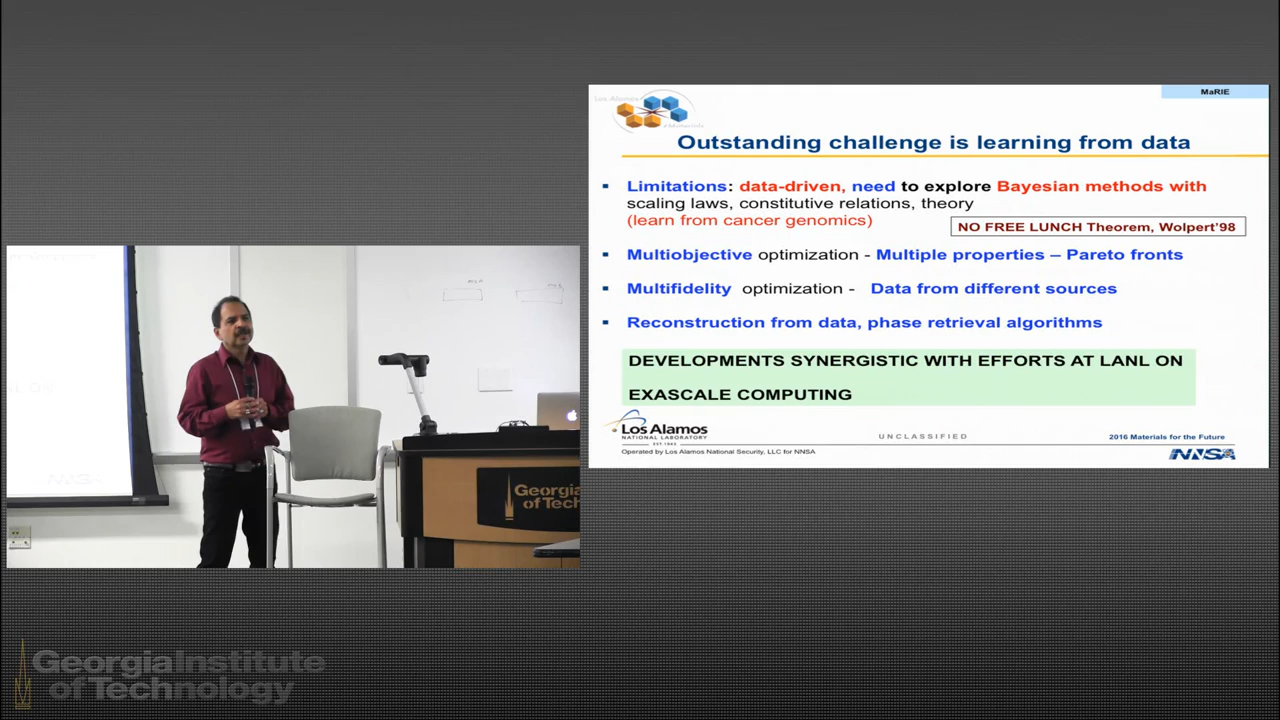 MaRIE
Los Alamos
Outstanding challenge is learning from data
Limitations: data-driven, need to explore Bayesian methods with
scaling laws, constitutive relations, theory
(learn from cancer genomics)
NO FREE LUNCH Theorem, Wolpert'98
Multiobjective optimization - Multiple properties – Pareto fronts
Multifidelity optimization - Data from different sources
Reconstruction from data, phase retrieval algorithms
DEVELOPMENTS SYNERGISTIC WITH EFFORTS AT LANL ON
EXASCALE COMPUTING
Los Alamos
NATIONAL LABORATORY
EST. 1943
UNCLASSIFIED
2016 Materials for the Future
Operated by Los Alamos National Security, LLC for NNSA
NNSA
Georgia
of Tech
Georgia Institute
of Technology